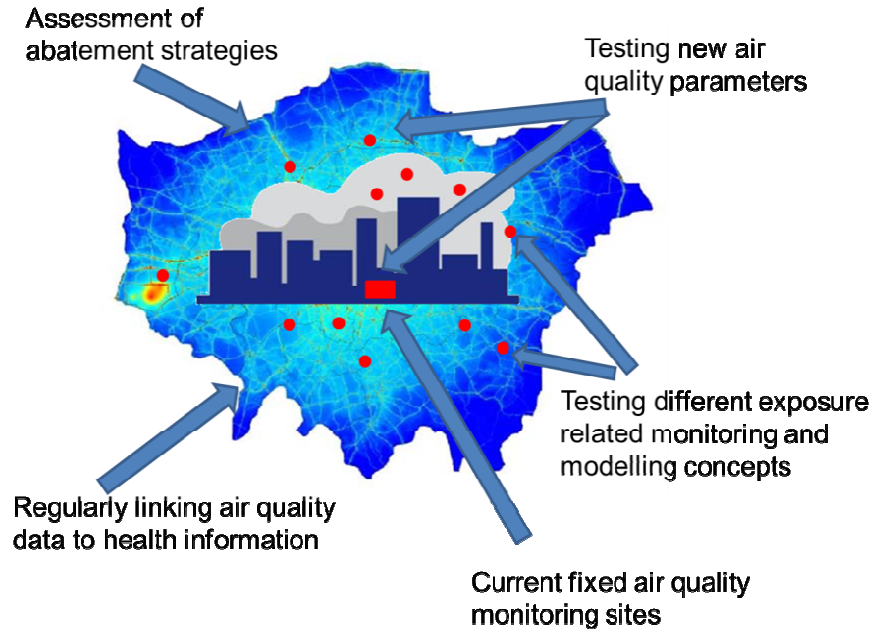 Assessment of
abatement strategies
Testing new air
quality parameters
Testing different exposure
related monitoring and
modelling concepts
Regularly linking air quality
data to health information
Current fixed air quality
monitoring sites